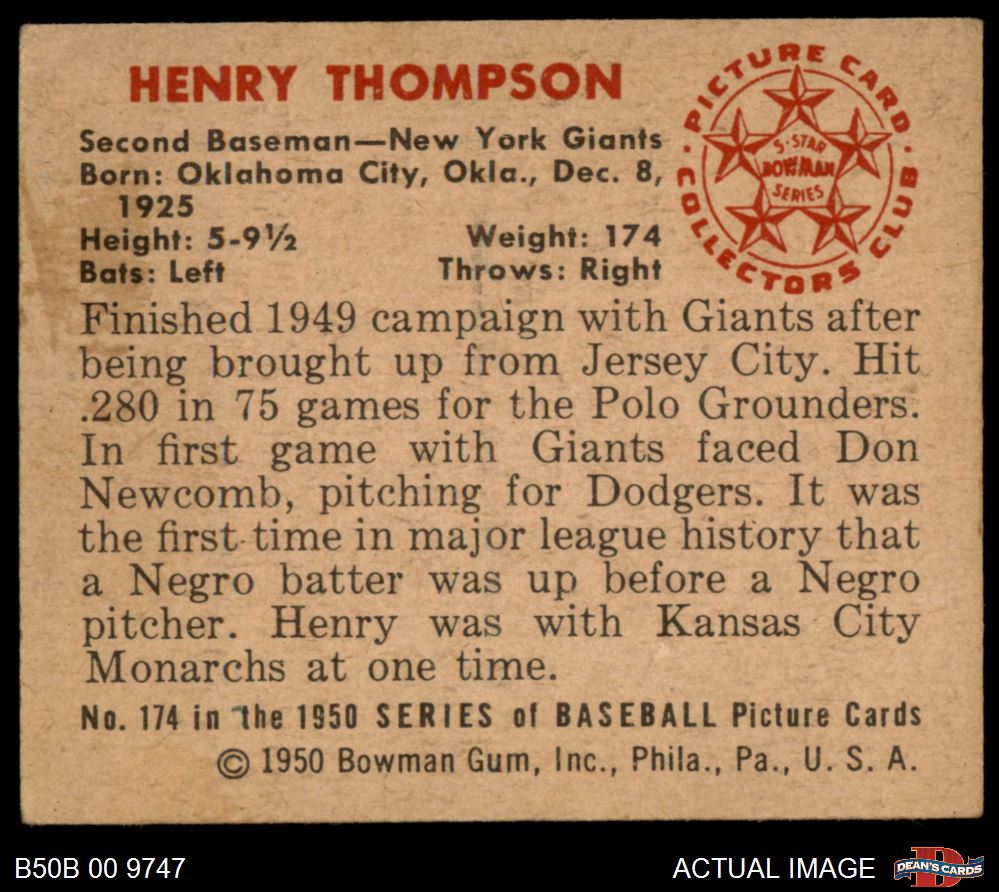 HENRY THOMPSON
Second Baseman—New York Giants
Born: Oklahoma City, Okla., Dec. 8,
1925
Height: 5-9½ Weight: 174
Bats: Left Throws: Right
PICTURE CARD
COLLECTORS CLUB
5-STAR
BOWMAN
SERIES
Finished 1949 campaign with Giants after
being brought up from Jersey City. Hit
.280 in 75 games for the Polo Grounders.
In first game with Giants faced Don
Newcomb, pitching for Dodgers. It was
the first time in major league history that
a Negro batter was up before a Negro
pitcher. Henry was with Kansas City
Monarchs at one time.
No. 174 in the 1950 SERIES of BASEBALL Picture Cards
© 1950 Bowman Gum, Inc., Phila., Pa., U. S. A.
B50B 00 9747
ACTUAL IMAGE
D
DEAN'S CARDS